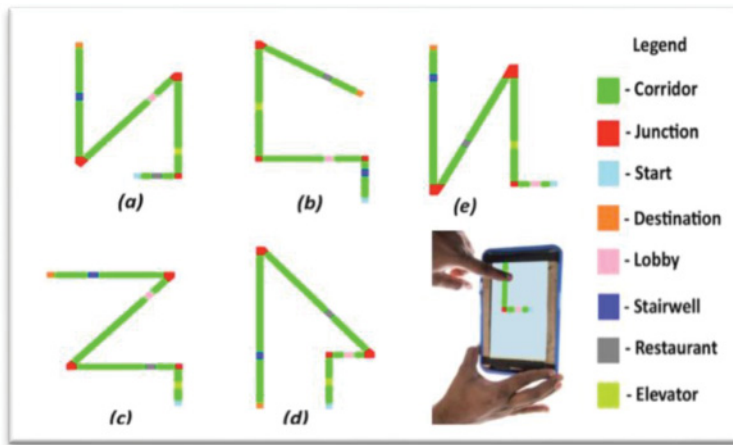 (a)
(b)
(e)
(c)
(d)
Legend
- Corridor
- Junction
- Start
- Destination
- Lobby
- Stairwell
- Restaurant
- Elevator